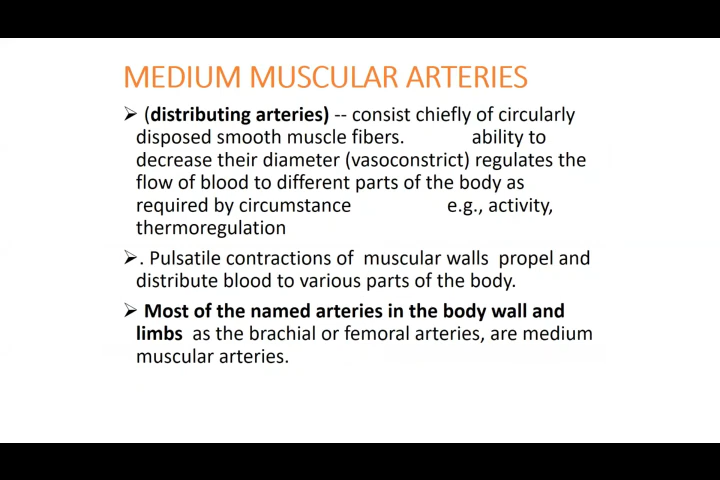 MEDIUM MUSCULAR ARTERIES
➢ (distributing arteries) -- consist chiefly of circularly
disposed smooth muscle fibers. ability to
decrease their diameter (vasoconstrict) regulates the
flow of blood to different parts of the body as
required by circumstance e.g., activity,
thermoregulation
➢ . Pulsatile contractions of muscular walls propel and
distribute blood to various parts of the body.
➢ Most of the named arteries in the body wall and
limbs as the brachial or femoral arteries, are medium
muscular arteries.